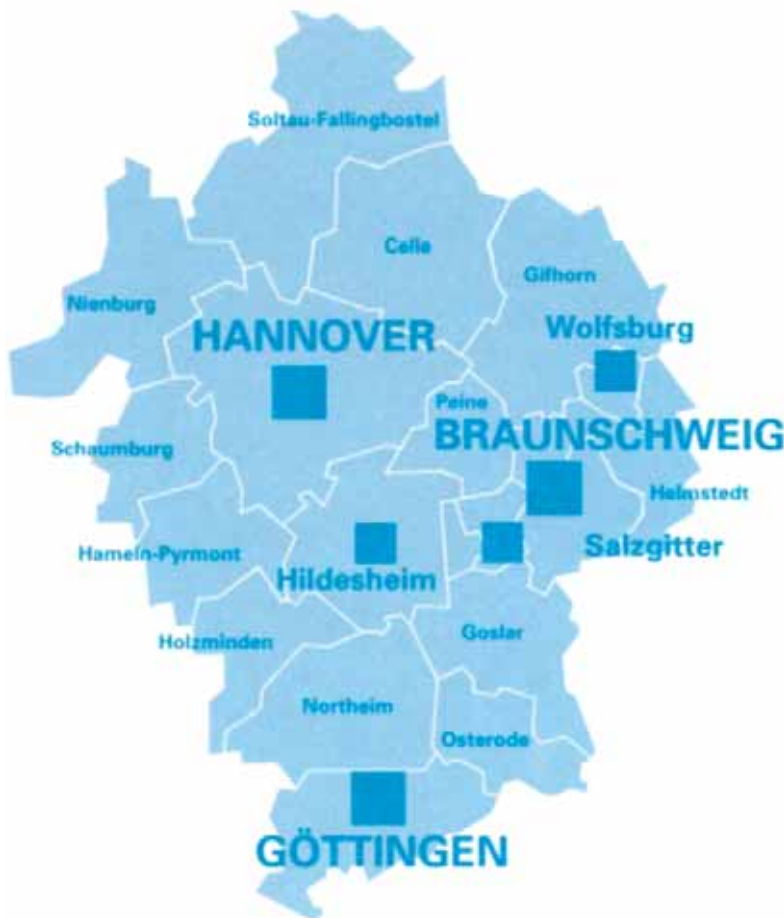 Soltau-Fallingbostel
Celle
Gifhorn
Nienburg
Wolfsburg
HANNOVER
Peine
BRAUNSCHWEIG
Schaumburg
Helmstedt
Hameln-Pyrmont
Salzgitter
Hildesheim
Holzminden
Goslar
Northeim
Osterode
GÖTTINGEN